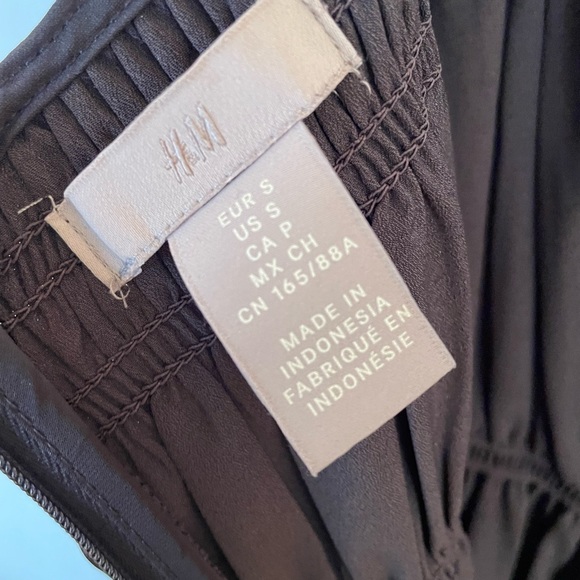 H&M
EUR S
US S
CA P
MX CH
CN 165/88A
MADE IN
INDONESIA
FABRIQUÉ EN
INDONÉSIE